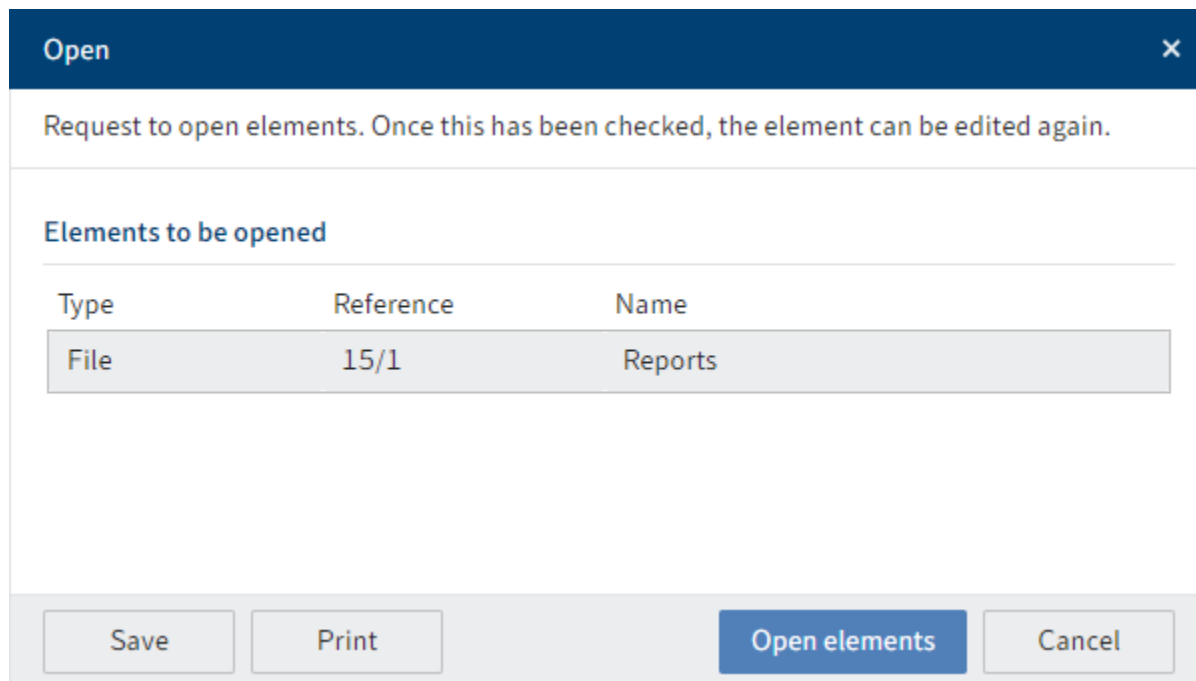 Open
Request to open elements. Once this has been checked, the element can be edited again.
Elements to be opened
Type Reference Name
File 15/1 Reports
Save Print Open elements Cancel